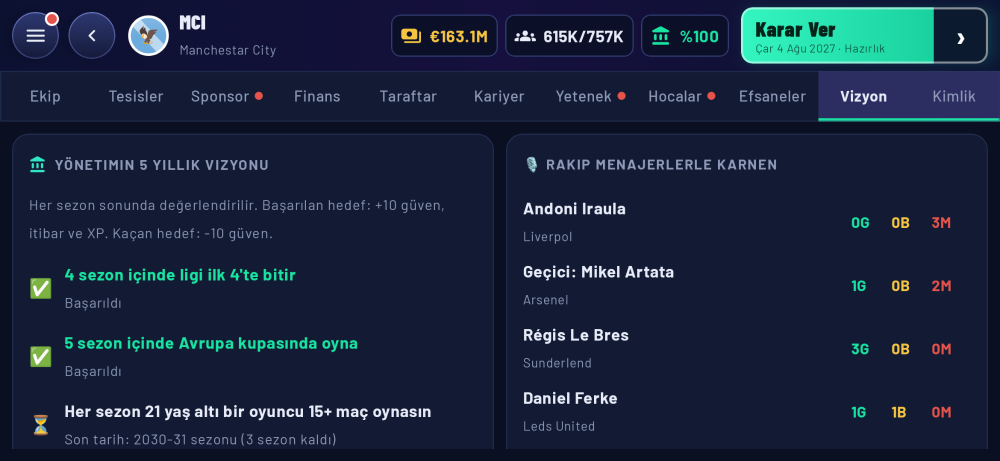 MCI
Manchestar City
€163.1M
615K/757K
%100
Karar Ver
Çar 4 Ağu 2027 · Hazırlık
Ekip
Tesisler
Sponsor
Finans
Taraftar
Kariyer
Yetenek
Hocalar
Efsaneler
Vizyon
Kimlik
YÖNETIMIN 5 YILLIK VIZYONU
Her sezon sonunda değerlendirilir. Başarılan hedef: +10 güven,
itibar ve XP. Kaçan hedef: -10 güven.
4 sezon içinde ligi ilk 4'te bitir
Başarıldı
5 sezon içinde Avrupa kupasında oyna
Başarıldı
Her sezon 21 yaş altı bir oyuncu 15+ maç oynasın
Son tarih: 2030-31 sezonu (3 sezon kaldı)
RAKIP MENAJERLERLE KARNEN
Andoni Iraula
Liverpol
0G 0B 3M
Geçici: Mikel Artata
Arsenel
1G 0B 2M
Régis Le Bres
Sunderlend
3G 0B 0M
Daniel Ferke
Leds United
1G 1B 0M